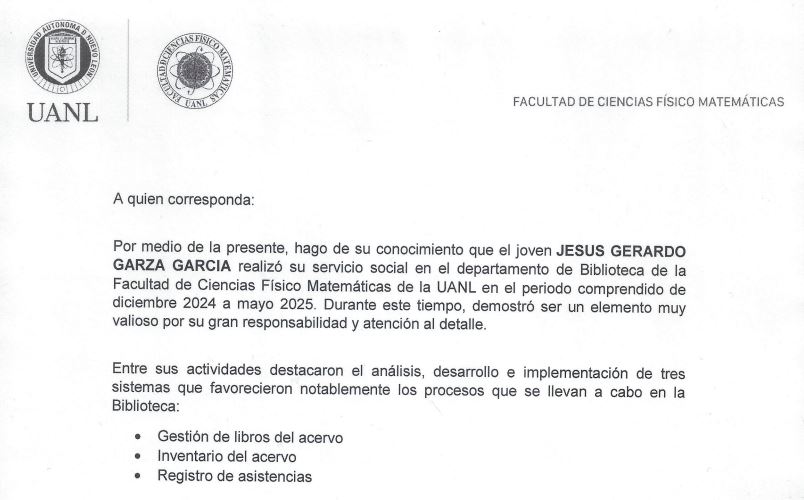 UNIVERSIDAD AUTONOMA DE NUEVO LEON
UANL
FACULTAD DE CIENCIAS FÍSICO MATEMÁTICAS
UANL
FACULTAD DE CIENCIAS FÍSICO MATEMÁTICAS
A quien corresponda:
Por medio de la presente, hago de su conocimiento que el joven JESUS GERARDO
GARZA GARCIA realizó su servicio social en el departamento de Biblioteca de la
Facultad de Ciencias Físico Matemáticas de la UANL en el periodo comprendido de
diciembre 2024 a mayo 2025. Durante este tiempo, demostró ser un elemento muy
valioso por su gran responsabilidad y atención al detalle.
Entre sus actividades destacaron el análisis, desarrollo e implementación de tres
sistemas que favorecieron notablemente los procesos que se llevan a cabo en la
Biblioteca:
• Gestión de libros del acervo
• Inventario del acervo
• Registro de asistencias